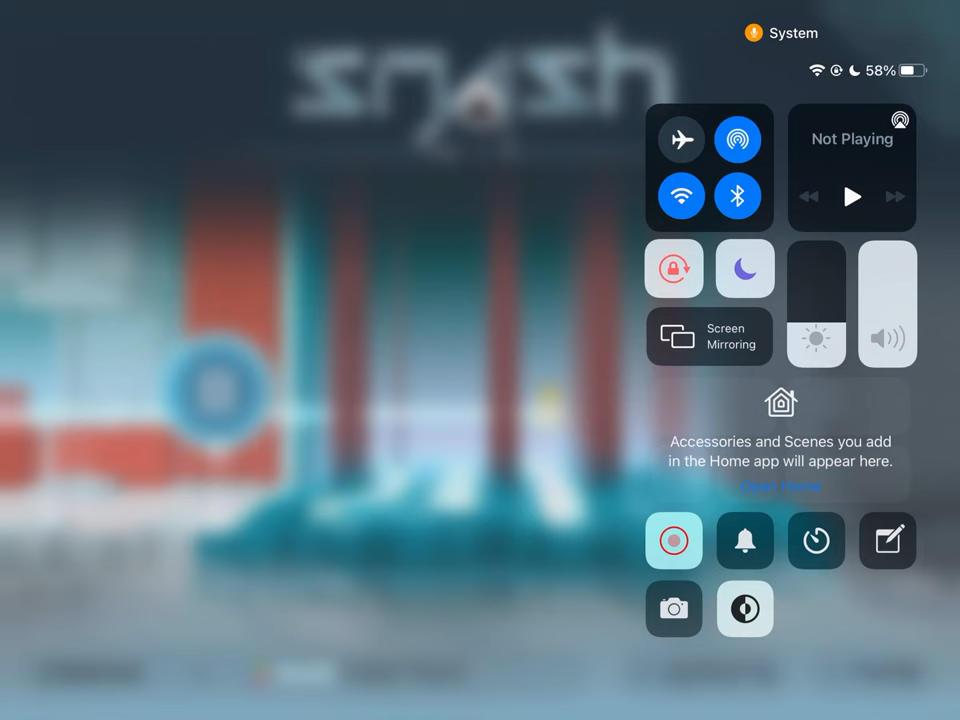 smash
System
58%
Not Playing
Screen
Mirroring
Accessories and Scenes you add
in the Home app will appear here.
Open Home